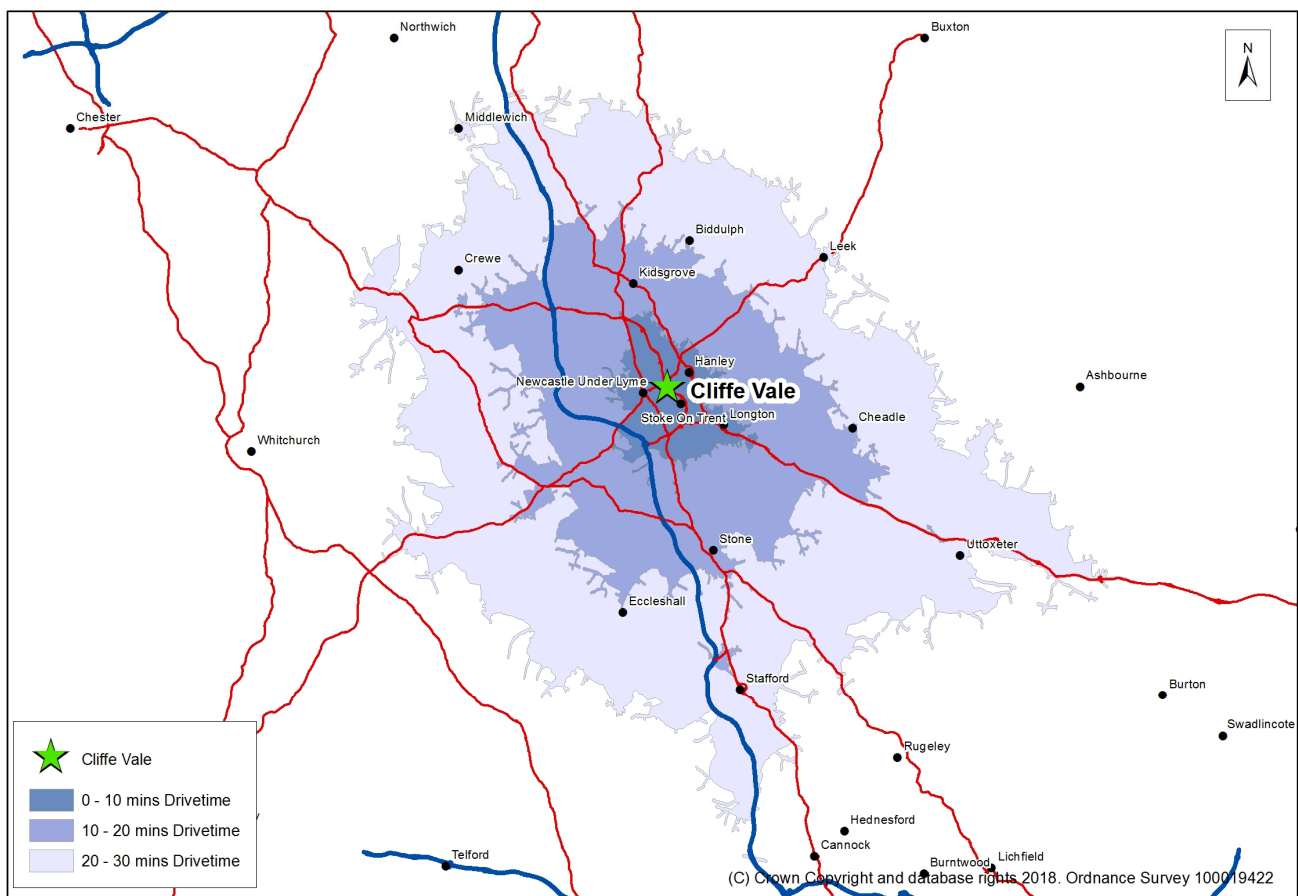 Northwich
Buxton
N
Chester
Middlewich
Biddulph
Leek
Crewe
Kidsgrove
Hanley
Newcastle Under Lyme
Cliffe Vale
Ashbourne
Stoke On Trent
Longton
Cheadle
Whitchurch
Stone
Uttoxeter
Eccleshall
Stafford
Burton
Swadlincote
Rugeley
Cliffe Vale
0 - 10 mins Drivetime
10 - 20 mins Drivetime
20 - 30 mins Drivetime
Hednesford
Cannock
Telford
Burntwood
Lichfield
(C) Crown Copyright and database rights 2018. Ordnance Survey 100019422